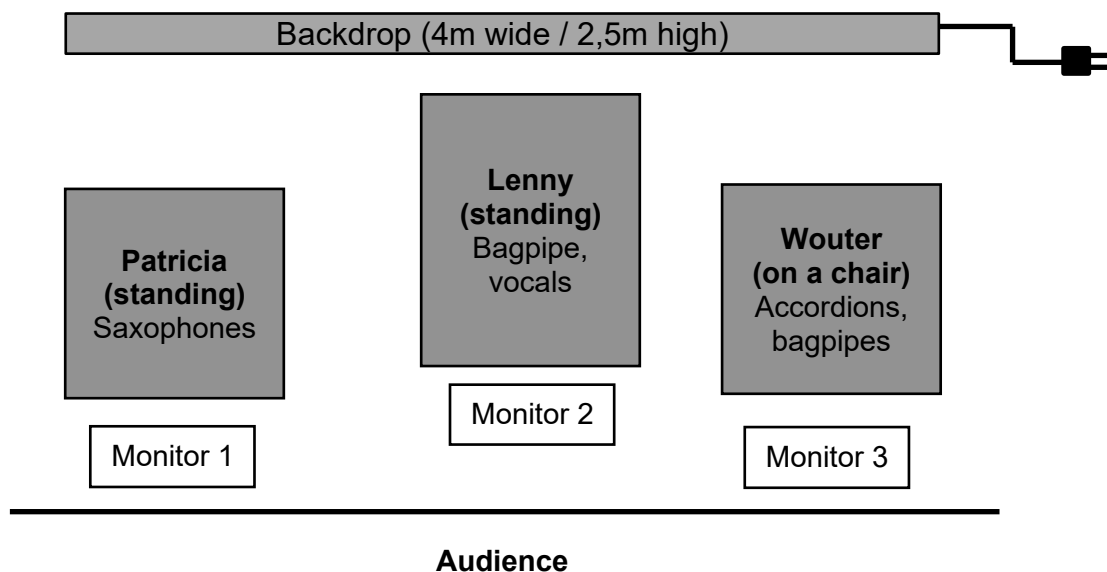 Backdrop (4m wide / 2,5m high)
Patricia
(standing)
Saxophones
Lenny
(standing)
Bagpipe,
vocals
Wouter
(on a chair)
Accordions,
bagpipes
Monitor 1
Monitor 2
Monitor 3
Audience